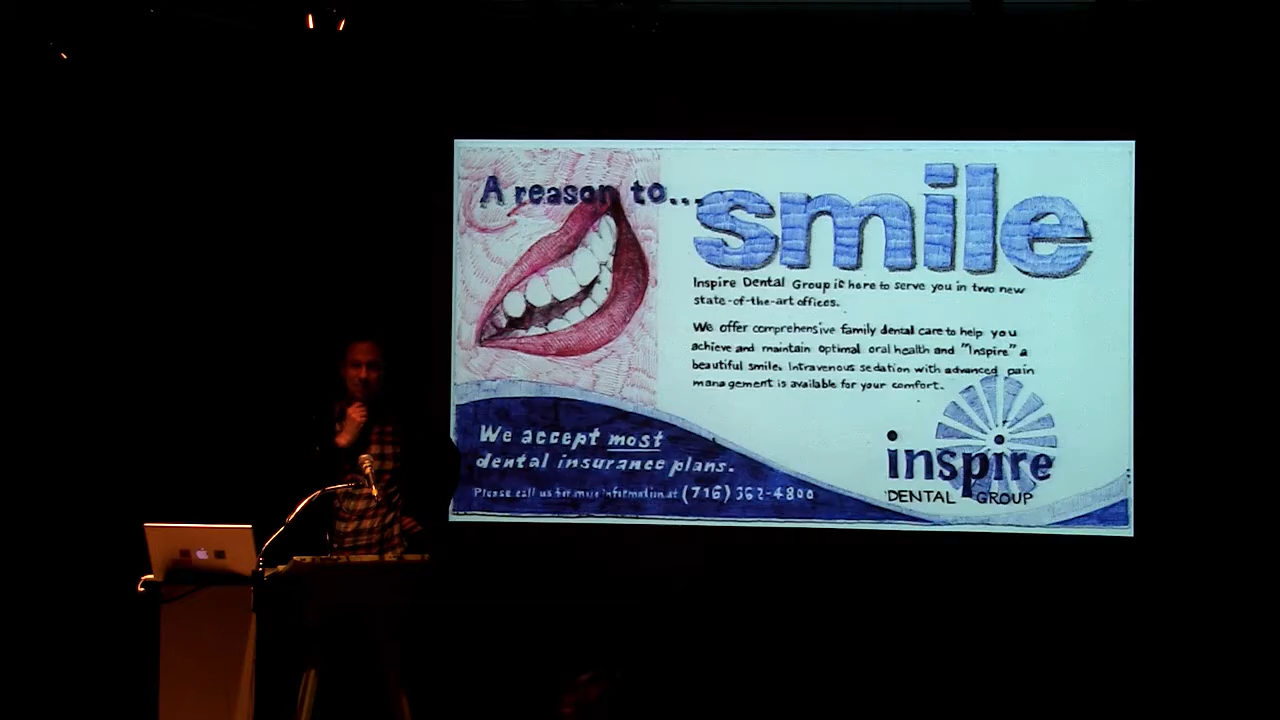 A reason to...
smile
Inspire Dental Group is here to serve you in two new
state-of-the-art offices.
We offer comprehensive family dental care to help you
achieve and maintain optimal oral health and "Inspire" a
beautiful smile. Intravenous sedation with advanced pain
management is available for your comfort.
We accept most
dental insurance plans.
Please call us for more information at (716) 362-4800
inspire
DENTAL GROUP